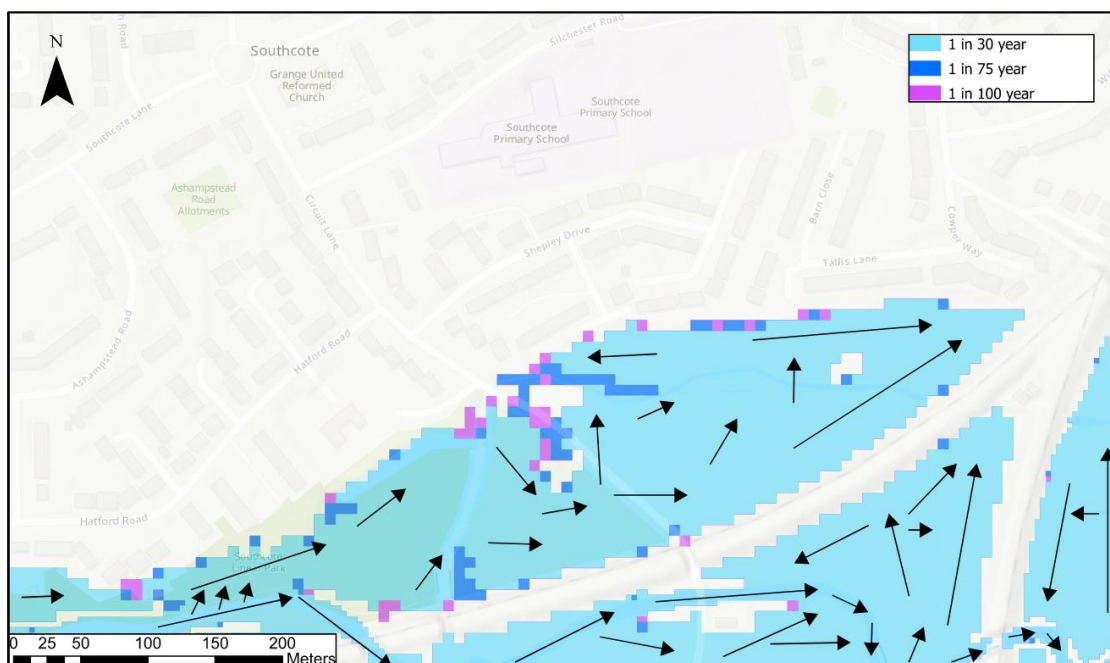 N
Southcote
Grange United
Reformed
Church
Silchester Road
Southcote Lane
Southcote
Primary School
Southcote
Primary School
Ashampstead
Road
Allotments
Circuit Lane
Shepley Drive
Barn Close
Cowper Way
Tallis Lane
Ashampstead Road
Hatford Road
Hatford Road
Southcote
Linear Park
1 in 30 year
1 in 75 year
1 in 100 year
0 25 50 100 150 200
Meters